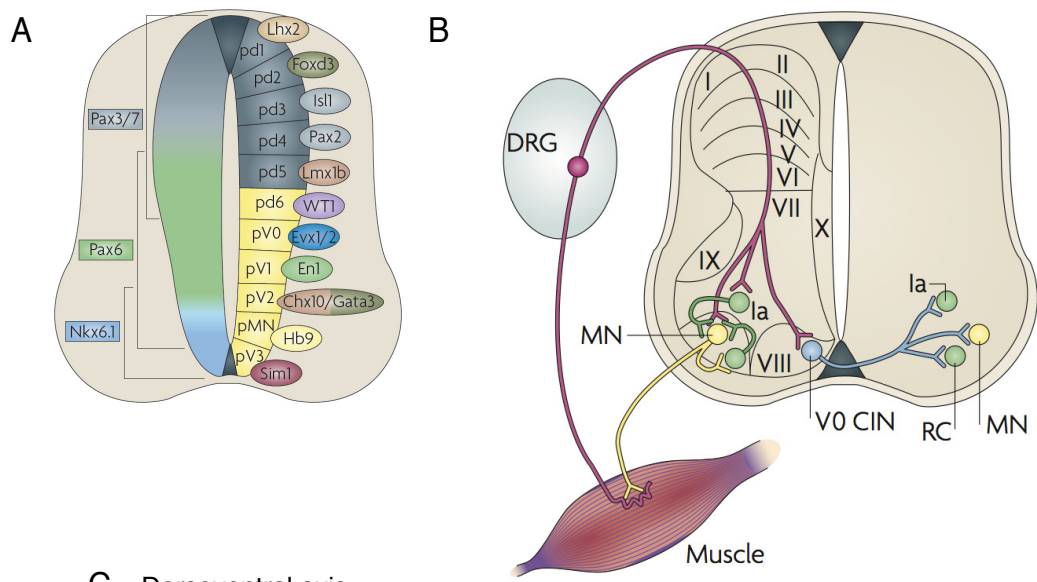 A
Lhx2
pd1
Foxd3
pd2
Isl1
pd3
Pax3/7
Pax2
pd4
Lmx1b
pd5
WT1
pd6
Evx1/2
pV0
Pax6
En1
pV1
Chx10/Gata3
pV2
Nkx6.1
pMN
Hb9
pV3
Sim1
B
DRG
I
II
III
IV
V
VI
VII
X
IX
Ia
MN
VIII
Ia
V0 CIN
RC
MN
Muscle
C Dorsoventral axis